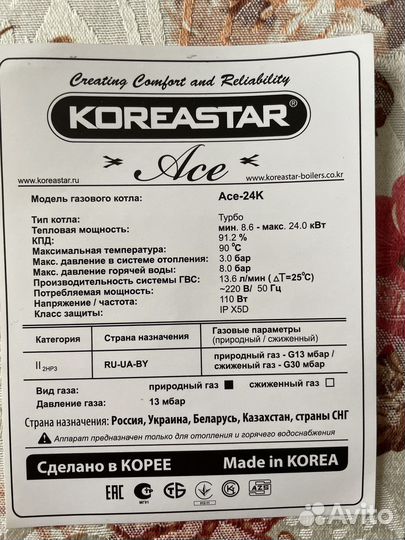 Creating Comfort and Reliability
KOREASTAR®
Ace
www.koreastar.ru
www.koreastar-boilers.co.kr
Модель газового котла: Ace-24K
Тип котла: Турбо
Тепловая мощность: мин. 8.6 - макс. 24.0 кВт
КПД: 91.2 %
Максимальная температура: 90 °C
Макс. давление в системе отопления: 3.0 бар
Макс. давление горячей воды: 8.0 бар
Производительность системы ГВС: 13.6 л/мин ( ΔT=25°C)
Потребляемая мощность: ~220 В/ 50 Гц
Напряжение / частота: 110 Вт
Класс защиты: IP X5D
Категория Страна назначения Газовые параметры (природный / сжиженный)
II 2HP3 RU-UA-BY природный газ - G13 мбар / сжиженный газ - G30 мбар
Вид газа: природный газ ■ сжиженный газ □
Давление газа: 13 мбар
Страна назначения: Россия, Украина, Беларусь, Казахстан, страны СНГ
Аппарат предназначен только для отопления и горячего водоснабжения
Сделано в КОРЕЕ Made in KOREA
EAC
Avito